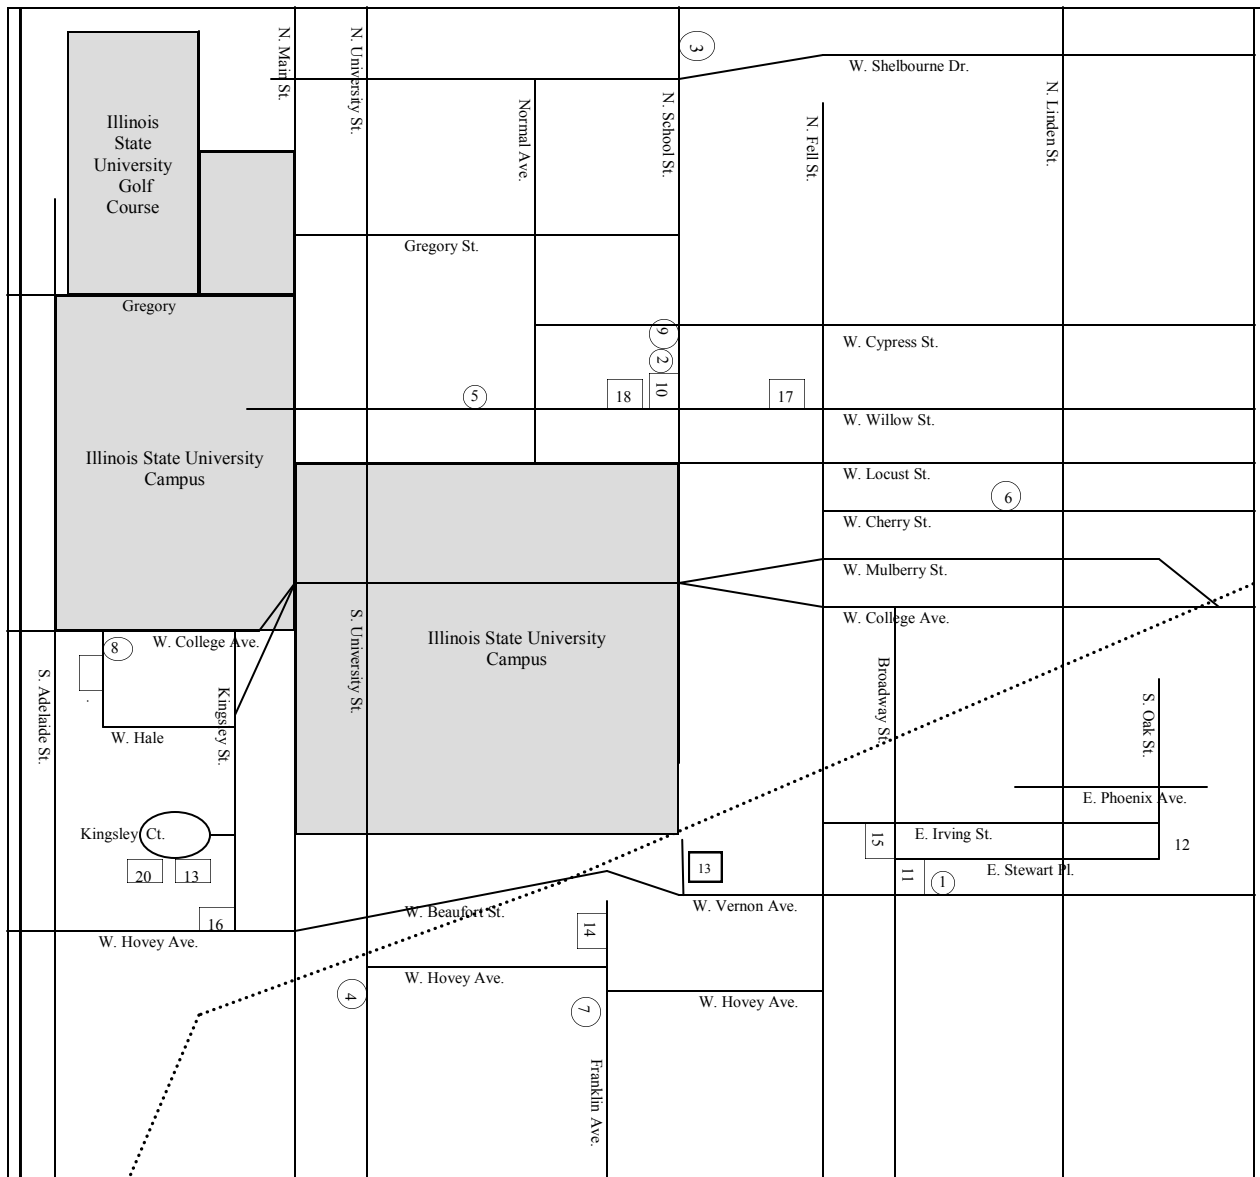 N. Main St.
N. University St.
3
W. Shelbourne Dr.
Illinois
State
University
Golf
Course
Normal Ave.
N. School St.
N. Fell St.
N. Linden St.
Gregory St.
Gregory
9
W. Cypress St.
2
5
18
10
17
W. Willow St.
Illinois State University
Campus
W. Locust St.
6
W. Cherry St.
W. Mulberry St.
W. College Ave.
S. University St.
Illinois State University
Campus
8
W. College Ave.
S. Adelaide St.
Kingsley St.
Broadway St.
S. Oak St.
.
W. Hale
E. Phoenix Ave.
Kingsley Ct.
15
E. Irving St.
12
20
13
13
11
1
E. Stewart Pl.
16
W. Beaufort St.
W. Vernon Ave.
14
W. Hovey Ave.
W. Hovey Ave.
4
7
W. Hovey Ave.
Franklin Ave.